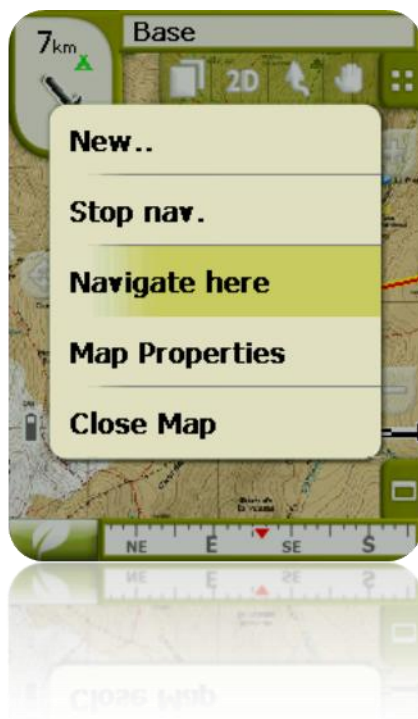 7km
Base
2D
New..
Stop nav.
Navigate here
Map Properties
Close Map
NE E SE S